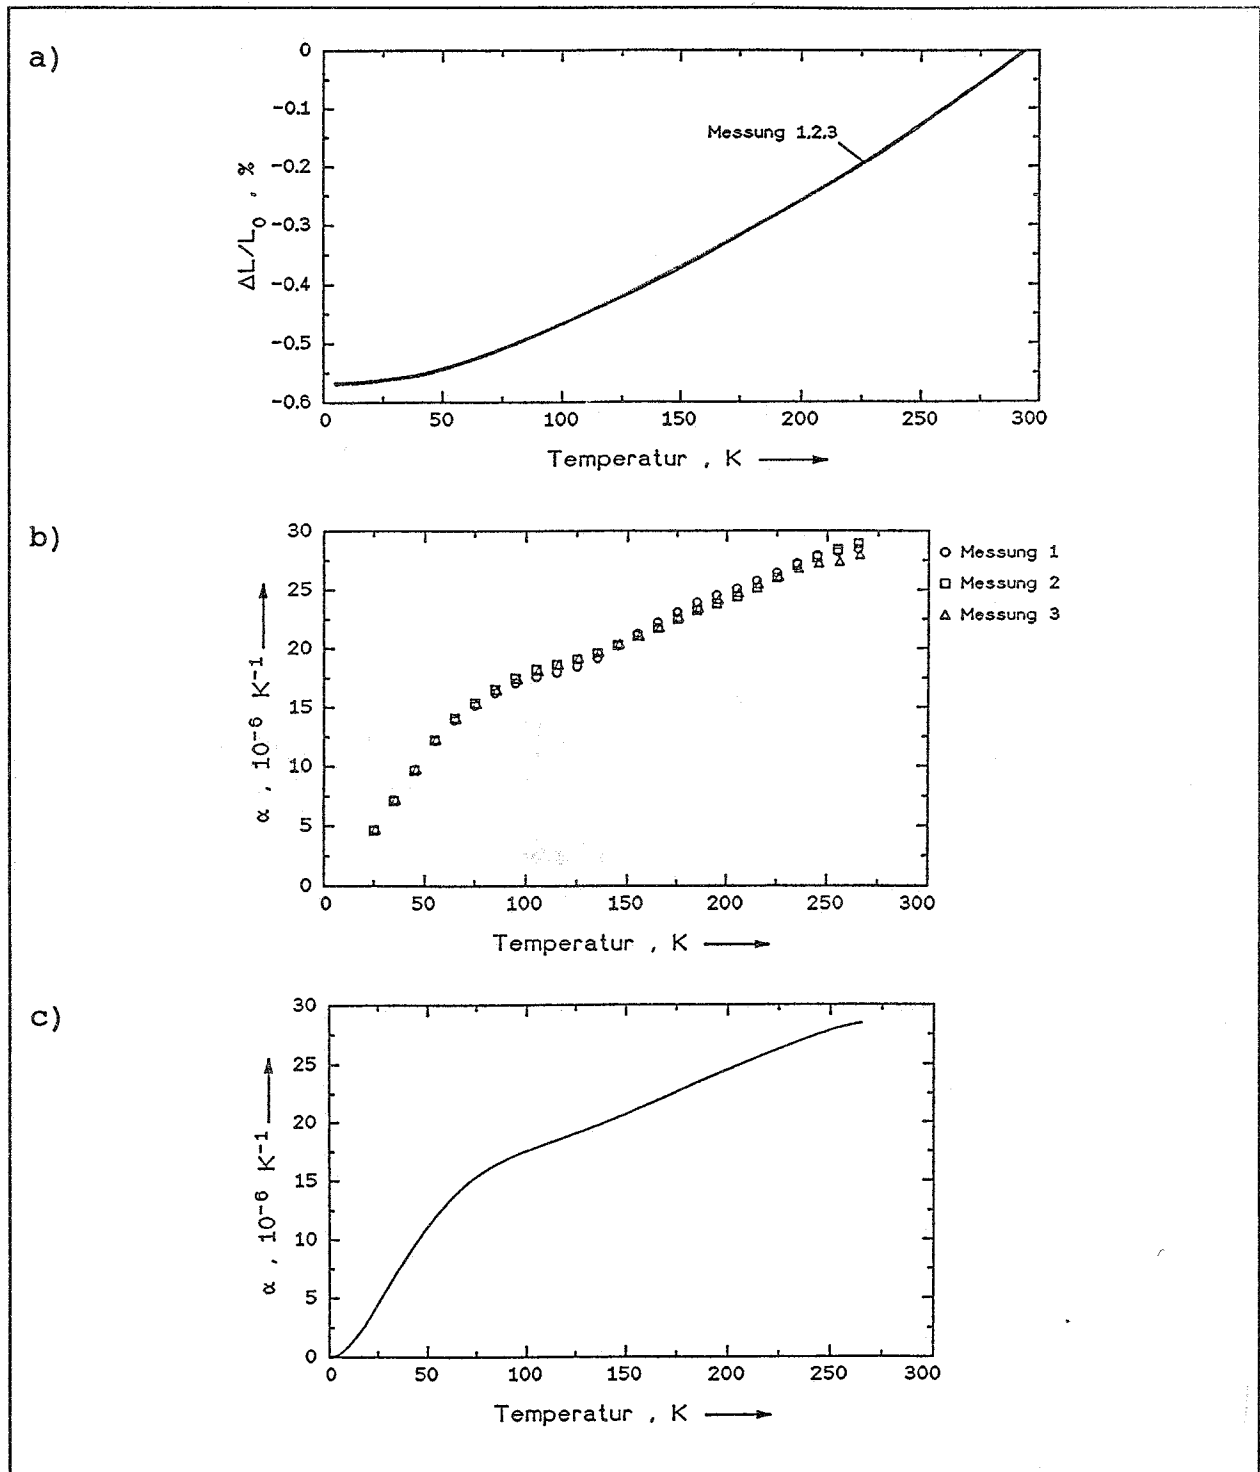 a)
0
-0.1
-0.2
-0.3
-0.4
-0.5
-0.6
ΔL/L₀ , %
Messung 1.2.3
0 50 100 150 200 250 300
Temperatur , K
b)
30
25
20
15
10
5
0
α , 10⁻⁶ K⁻¹
Messung 1
Messung 2
Messung 3
0 50 100 150 200 250 300
Temperatur , K
c)
30
25
20
15
10
5
0
α , 10⁻⁶ K⁻¹
0 50 100 150 200 250 300
Temperatur , K